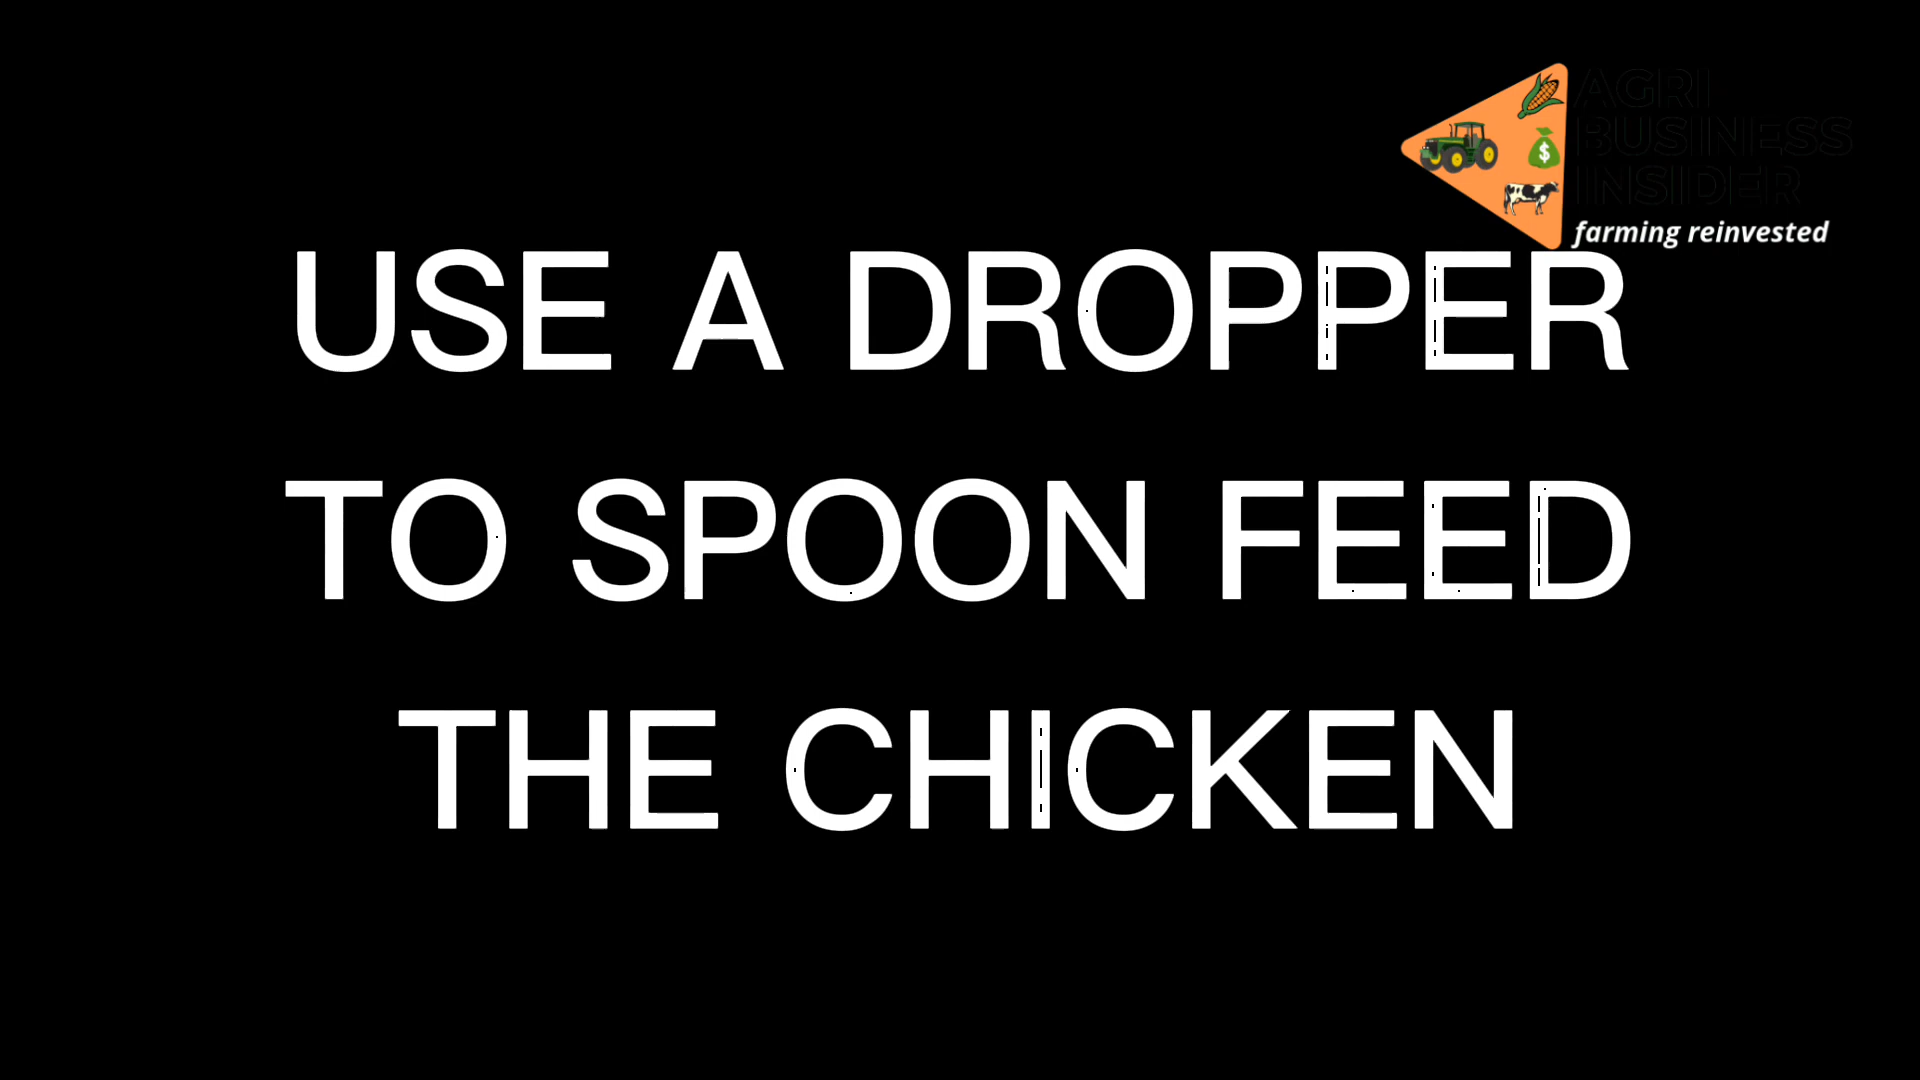 AGRI
BUSINESS
INSIDER
farming reinvested
USE A DROPPER
TO SPOON FEED
THE CHICKEN